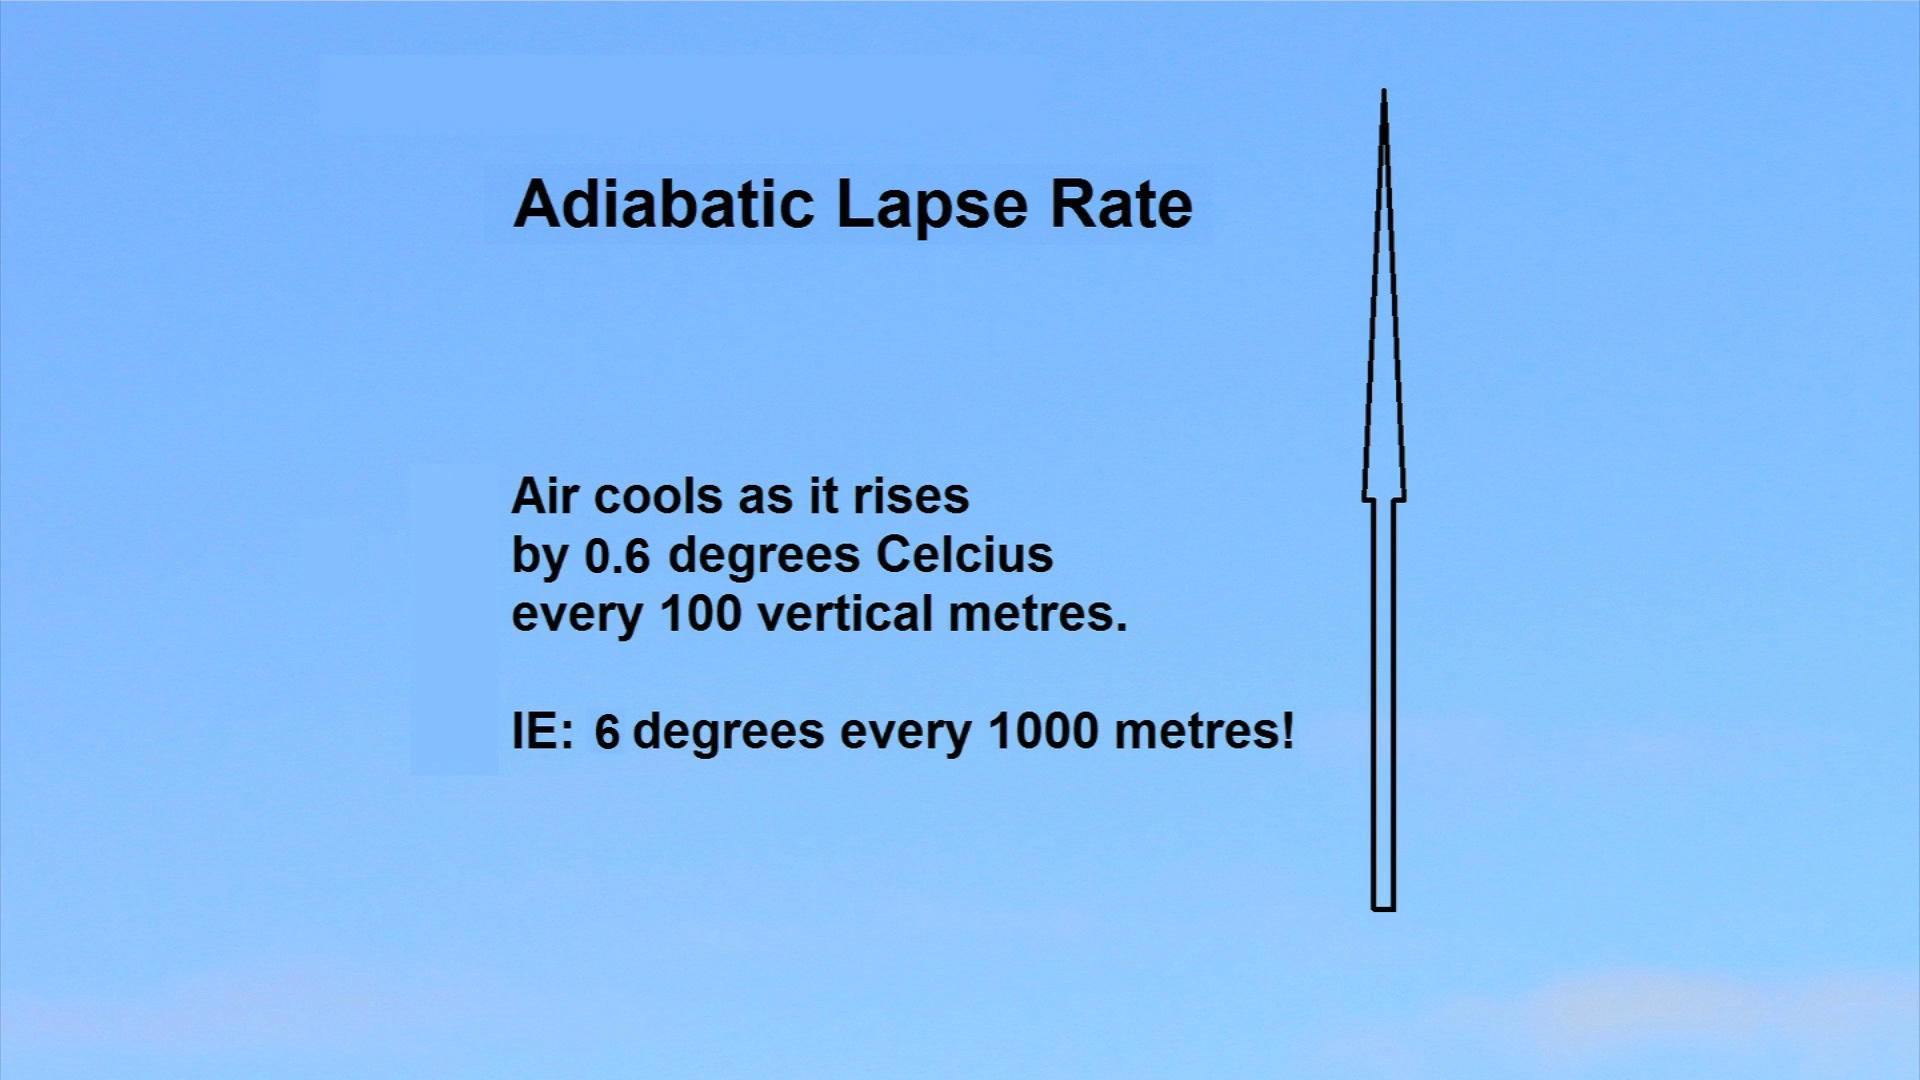 Adiabatic Lapse Rate
Air cools as it rises
by 0.6 degrees Celcius
every 100 vertical metres.
IE: 6 degrees every 1000 metres!